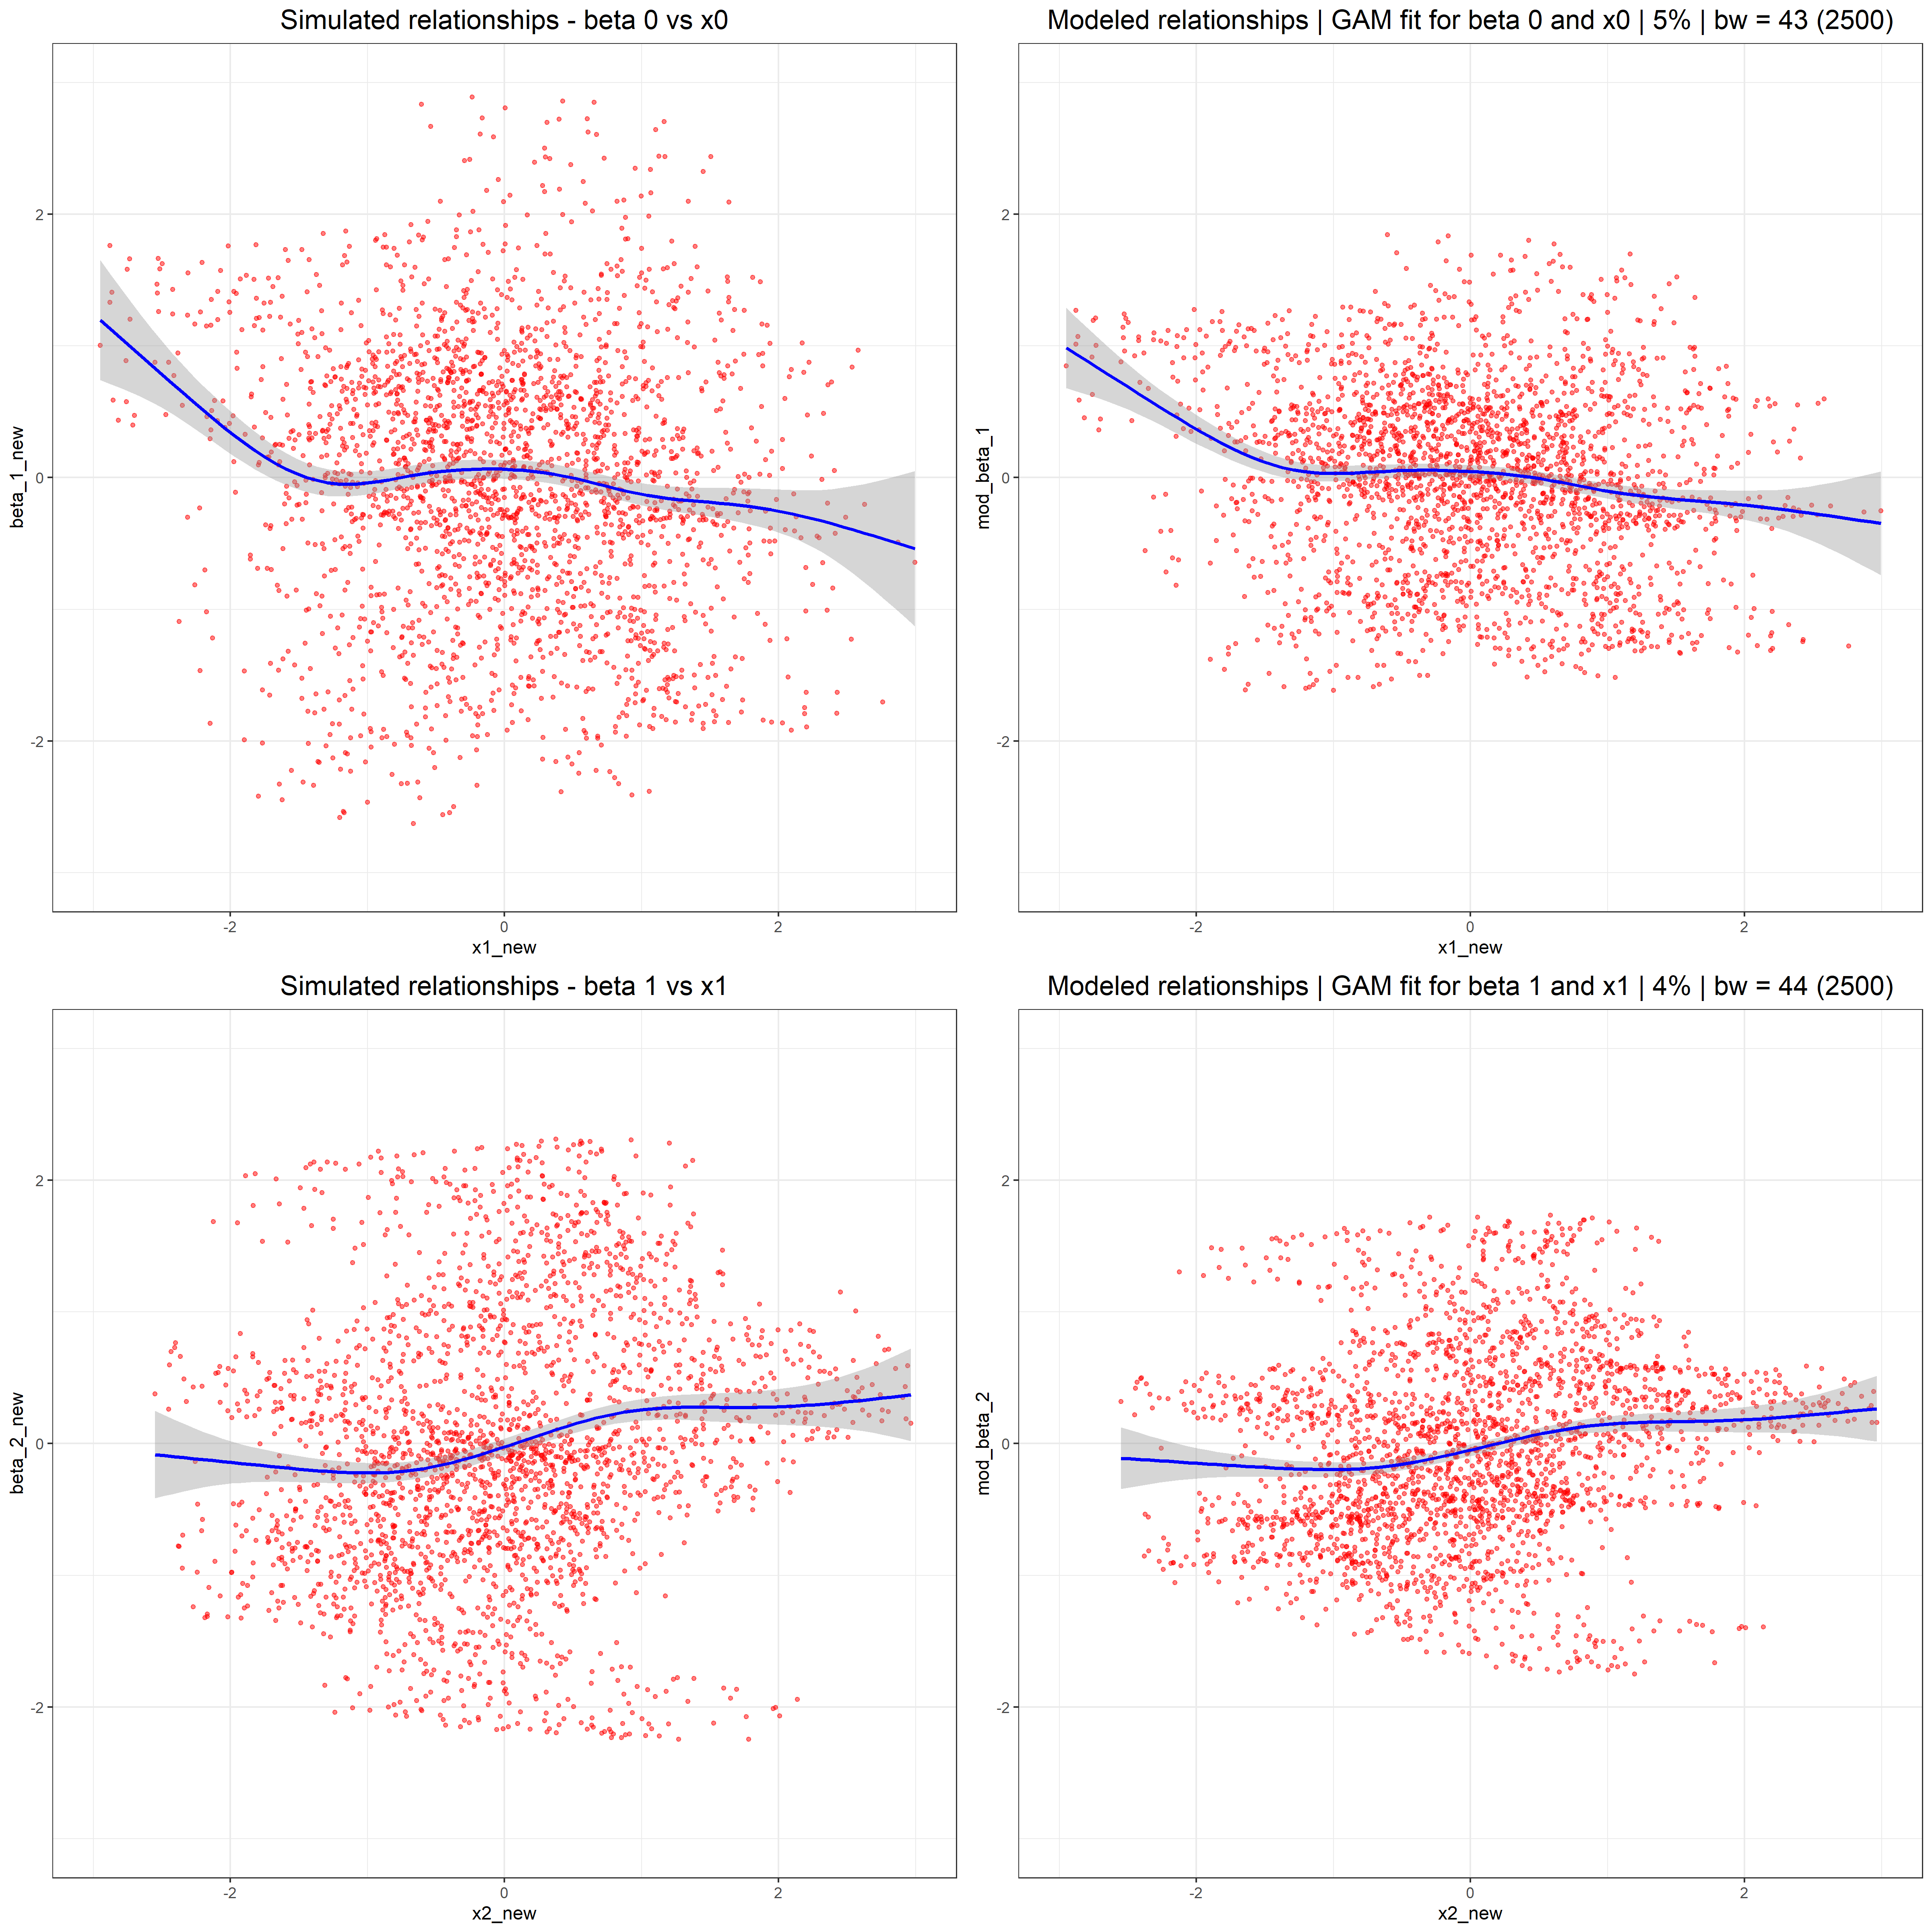 Simulated relationships - beta 0 vs x0
2
0
-2
beta_1_new
-2 0 2
x1_new
Modeled relationships | GAM fit for beta 0 and x0 | 5% | bw = 43 (2500)
2
0
-2
mod_beta_1
-2 0 2
x1_new
Simulated relationships - beta 1 vs x1
2
0
-2
beta_2_new
-2 0 2
x2_new
Modeled relationships | GAM fit for beta 1 and x1 | 4% | bw = 44 (2500)
2
0
-2
mod_beta_2
-2 0 2
x2_new